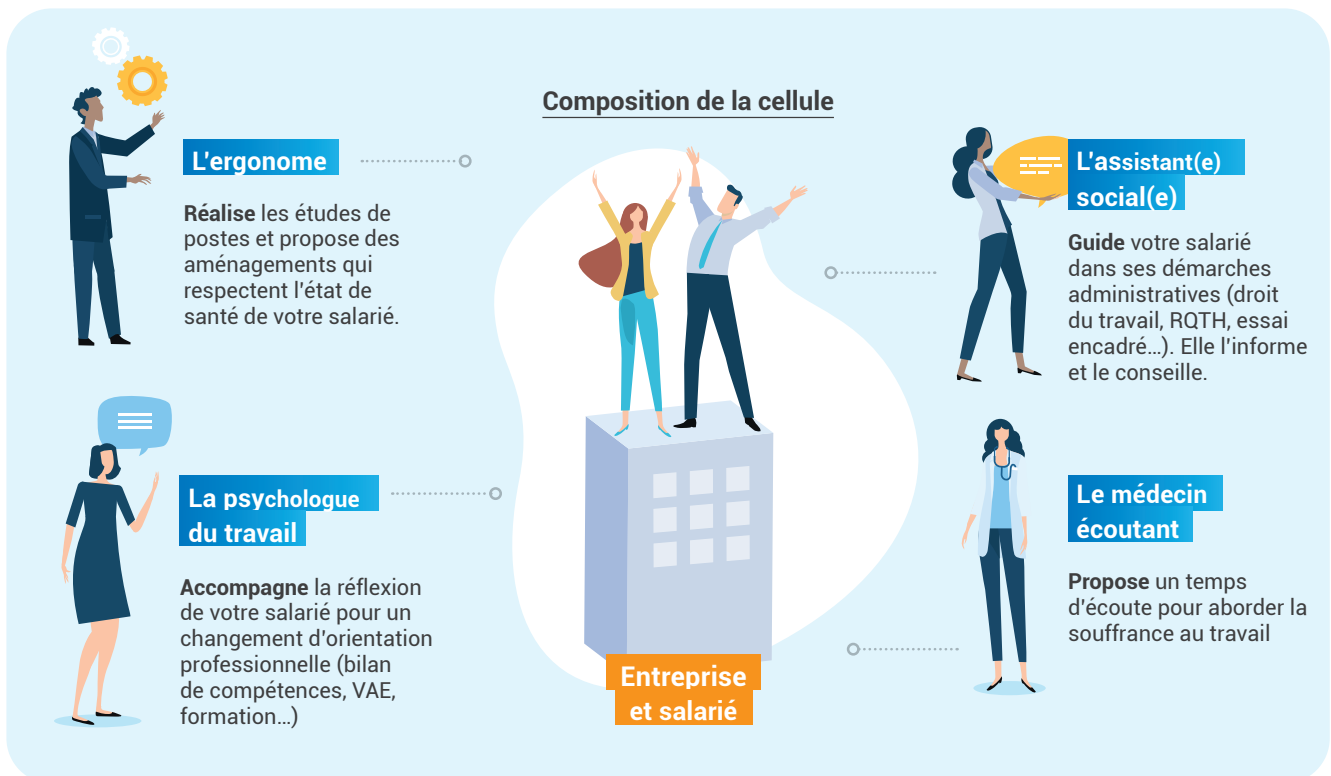 Composition de la cellule
L'ergonome
Réalise les études de
postes et propose des
aménagements qui
respectent l'état de
santé de votre salarié.
L'assistant(e)
social(e)
Guide votre salarié
dans ses démarches
administratives (droit
du travail, RQTH, essai
encadré...). Elle l'informe
et le conseille.
La psychologue
du travail
Accompagne la réflexion
de votre salarié pour un
changement d'orientation
professionnelle (bilan
de compétences, VAE,
formation...)
Le médecin
écoutant
Propose un temps
d'écoute pour aborder la
souffrance au travail
Entreprise
et salarié